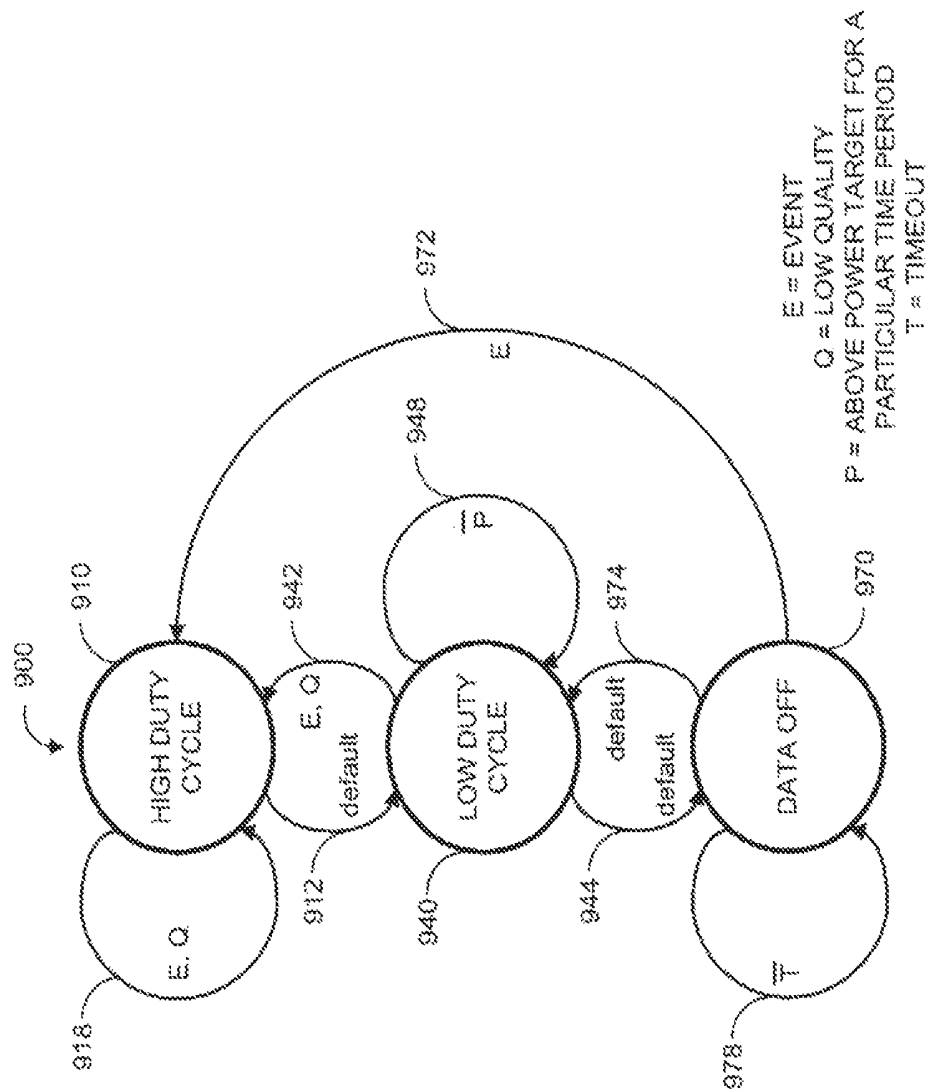 900
910
HIGH DUTY
CYCLE
918
E, Q
912
default
E, Q
942
972
E
940
LOW DUTY
CYCLE
948
P̅
944
default
default
974
978
T̅
DATA OFF
970
E = EVENT
Q = LOW QUALITY
P = ABOVE POWER TARGET FOR A
PARTICULAR TIME PERIOD
T = TIMEOUT